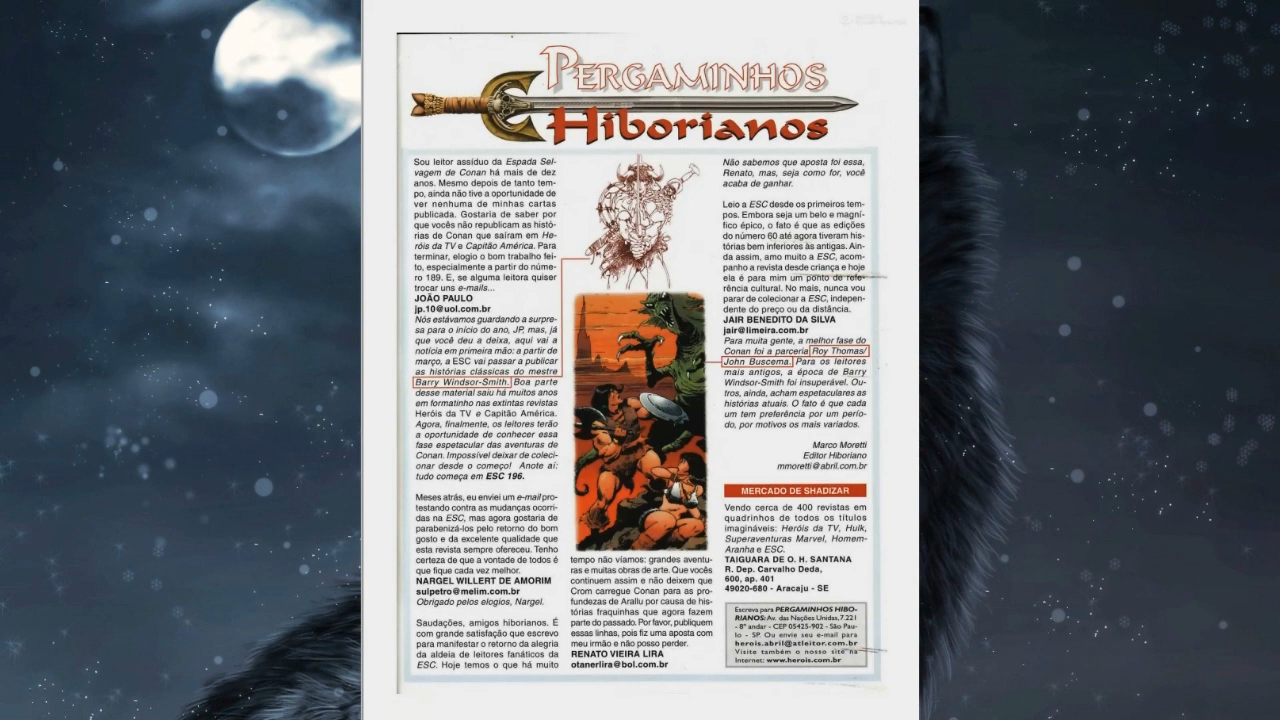 PERGAMINHOS
HIBORIANOS
Sou leitor assíduo da Espada Sel-
vagem de Conan há mais de dez
anos. Mesmo depois de tanto tem-
po, ainda não tive a oportunidade de
ver nenhuma de minhas cartas
publicada. Gostaria de saber por
que vocês não republicam as histó-
rias de Conan que saíram em He-
róis da TV e Capitão América. Para
terminar, elogio o bom trabalho fei-
to, especialmente a partir do núme-
ro 189. E, se alguma leitora quiser
trocar uns e-mails...
JOÃO PAULO
jp.10@uol.com.br
Nós estávamos guardando a surpre-
sa para o início do ano, JP, mas, já
que você deu a deixa, aqui vai a
notícia em primeira mão: a partir de
março, a ESC vai passar a publicar
as histórias clássicas do mestre
Barry Windsor-Smith. Boa parte
desse material saiu há muitos anos
em formatinho nas extintas revistas
Heróis da TV e Capitão América.
Agora, finalmente, os leitores terão
a oportunidade de conhecer essa
fase espetacular das aventuras de
Conan. Impossível deixar de coleci-
onar desde o começo! Anote aí:
tudo começa em ESC 196.
Meses atrás, eu enviei um e-mail pro-
testando contra as mudanças ocorri-
das na ESC, mas agora gostaria de
parabenizá-los pelo retorno do bom
gosto e da excelente qualidade que
esta revista sempre ofereceu. Tenho
certeza de que a vontade de todos é
que fique cada vez melhor.
NARGEL WILLERT DE AMORIM
sulpetro@melim.com.br
Obrigado pelos elogios, Nargel.
Saudações, amigos hiborianos. É
com grande satisfação que escrevo
para manifestar o retorno da alegria
da aldeia de leitores fanáticos da
ESC. Hoje temos o que há muito
tempo não víamos: grandes aventu-
ras e muitas obras de arte. Que vocês
continuem assim e não deixem que
Crom carregue Conan para as pro-
fundezas de Arallu por causa de his-
tórias fraquinhas que agora fazem
parte do passado. Por favor, publiquem
essas linhas, pois fiz uma aposta com
meu irmão e não posso perder.
RENATO VIEIRA LIRA
otanerlira@bol.com.br
Não sabemos que aposta foi essa,
Renato, mas, seja como for, você
acaba de ganhar.
Leio a ESC desde os primeiros tem-
pos. Embora seja um belo e magní-
fico épico, o fato é que as edições
do número 60 até agora tiveram his-
tórias bem inferiores às antigas. Ain-
da assim, amo muito a ESC, acom-
panho a revista desde criança e hoje
ela é para mim um ponto de refe-
rência cultural. No mais, nunca vou
parar de colecionar a ESC, indepen-
dente do preço ou da distância.
JAIR BENEDITO DA SILVA
jair@limeira.com.br
Para muita gente, a melhor fase do
Conan foi a parceria Roy Thomas/
John Buscema. Para os leitores
mais antigos, a época de Barry
Windsor-Smith foi insuperável. Ou-
tros, ainda, acham espetaculares as
histórias atuais. O fato é que cada
um tem preferência por um perío-
do, por motivos os mais variados.
Marco Moretti
Editor Hiboriano
mmoretti@abril.com.br
MERCADO DE SHADIZAR
Vendo cerca de 400 revistas em
quadrinhos de todos os títulos
imagináveis: Heróis da TV, Hulk,
Superaventuras Marvel, Homem-
Aranha e ESC.
TAIGUARA DE O. H. SANTANA
R. Dep. Carvalho Deda,
600, ap. 401
49020-680 - Aracaju - SE
Escreva para PERGAMINHOS HIBO-
RIANOS: Av. das Nações Unidas, 7.221
- 8º andar - CEP 05425-902 - São Pau-
lo - SP. Ou envie seu e-mail para
herois.abril@atleitor.com.br
Visite também o nosso site na
Internet: www.herois.com.br